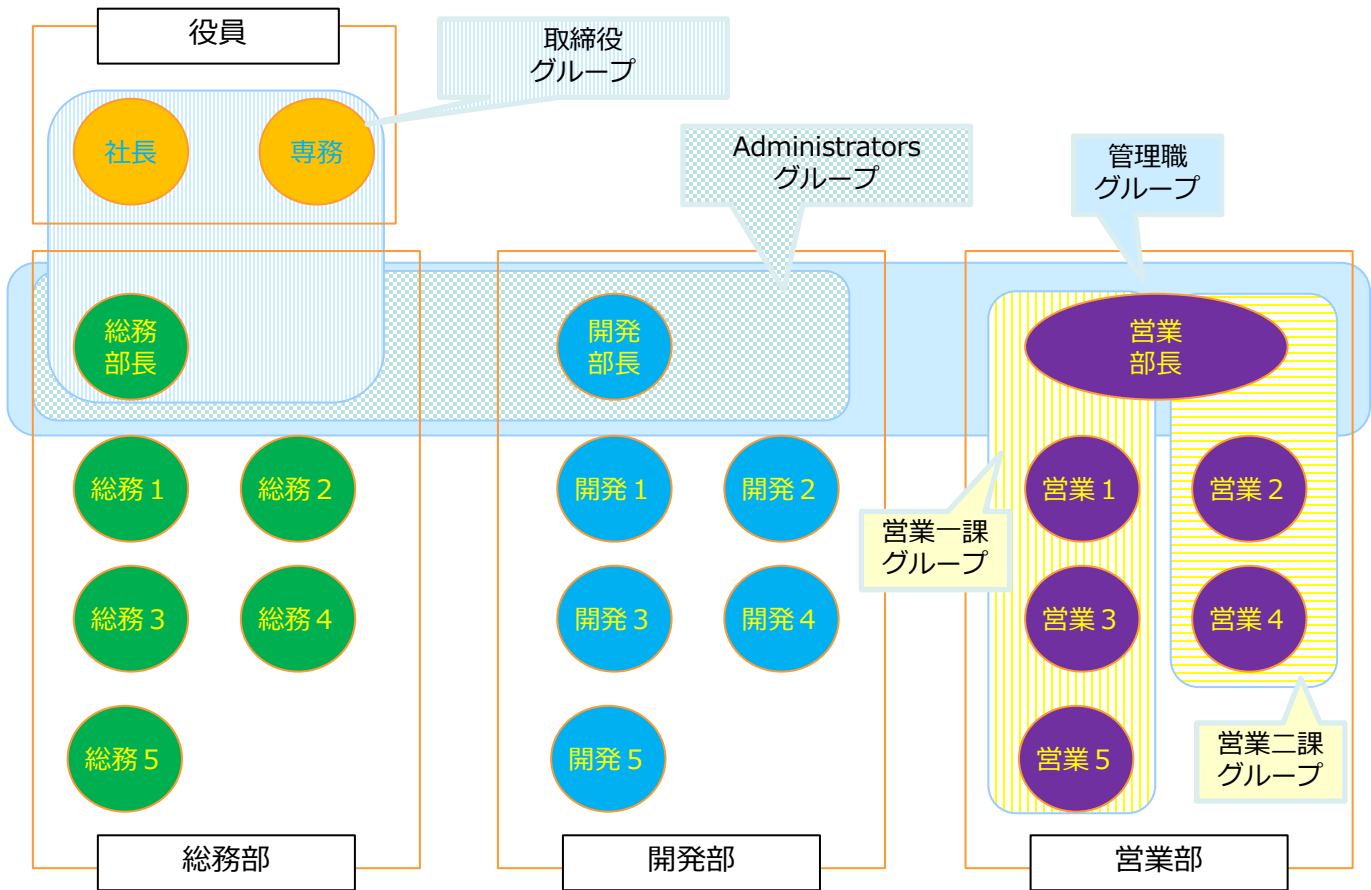 役員
取締役
グループ
社長
専務
Administrators
グループ
管理職
グループ
総務
部長
開発
部長
営業
部長
総務１
総務２
開発１
開発２
営業１
営業２
営業一課
グループ
総務３
総務４
開発３
開発４
営業３
営業４
総務５
開発５
営業５
営業二課
グループ
総務部
開発部
営業部